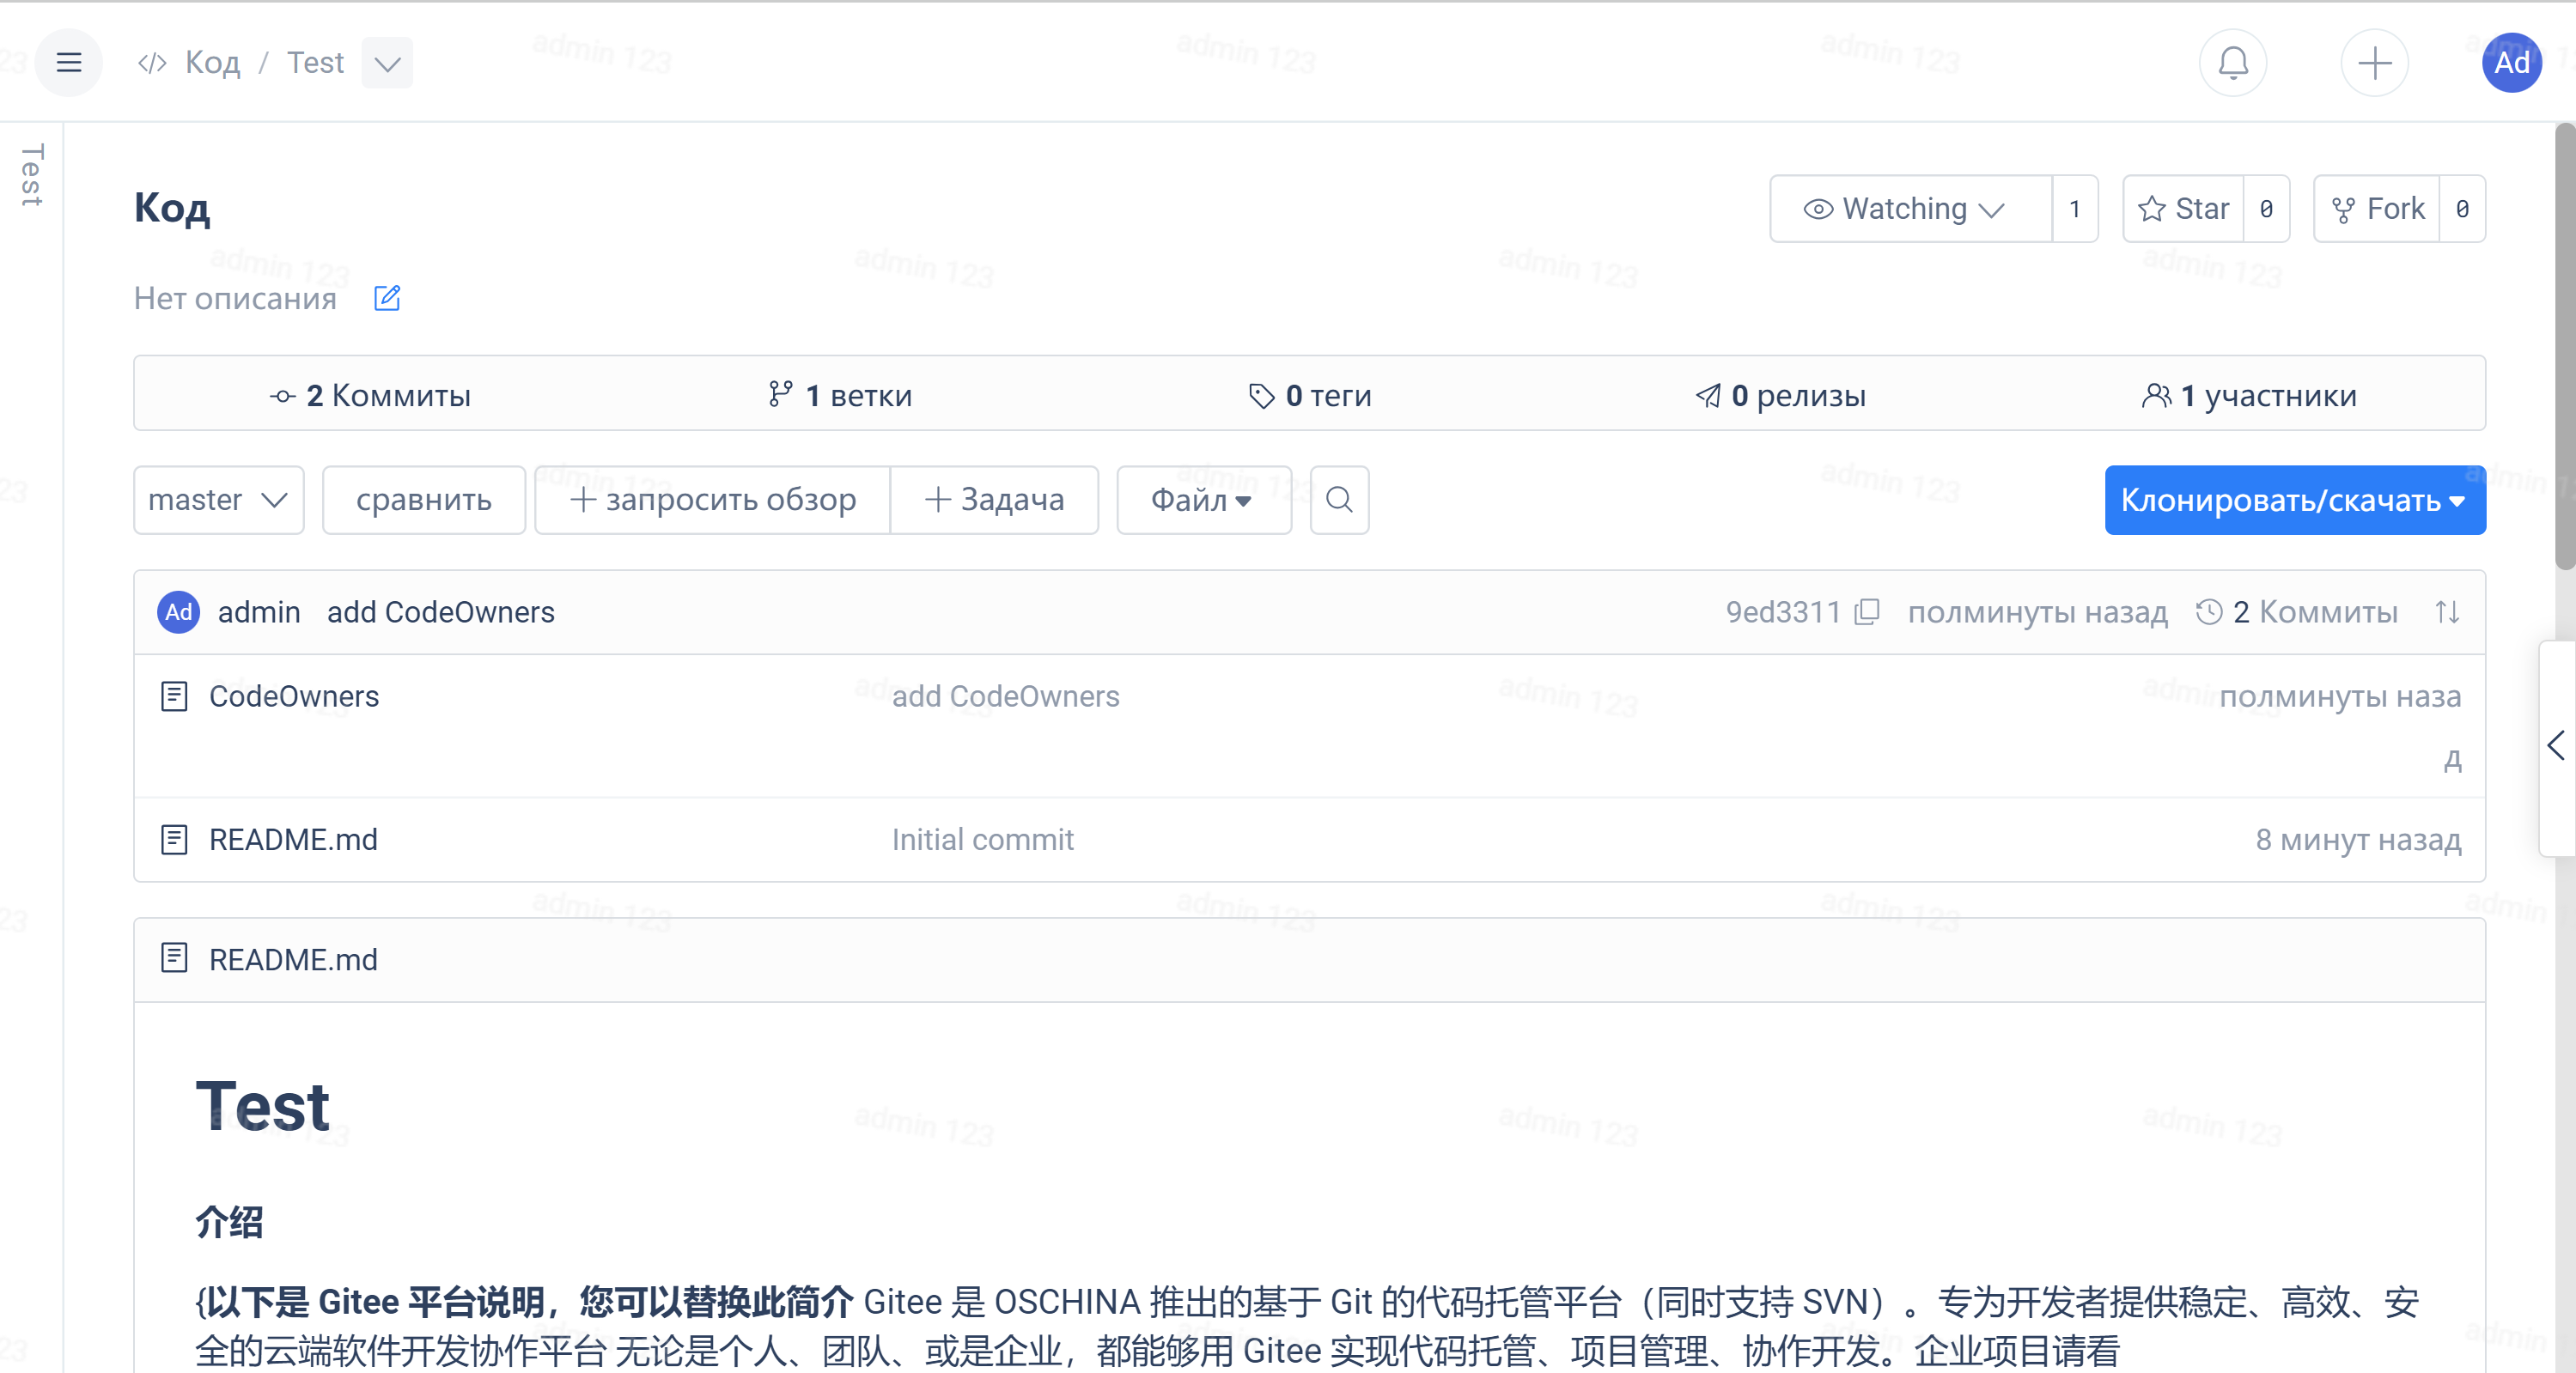 Код / Test
Ad
Test
Код
Watching 1
Star 0
Fork 0
Нет описания
2 Коммиты
1 ветки
0 теги
0 релизы
1 участники
master
сравнить
запросить обзор
Задача
Файл
Клонировать/скачать
Ad admin add CodeOwners 9ed3311 полминуты назад 2 Коммиты
CodeOwners add CodeOwners полминуты наза
д
README.md Initial commit 8 минут назад
README.md
Test
介绍
{以下是 Gitee 平台说明，您可以替换此简介 Gitee 是 OSCHINA 推出的基于 Git 的代码托管平台（同时支持 SVN）。专为开发者提供稳定、高效、安
全的云端软件开发协作平台 无论是个人、团队、或是企业，都能够用 Gitee 实现代码托管、项目管理、协作开发。企业项目请看
admin 123